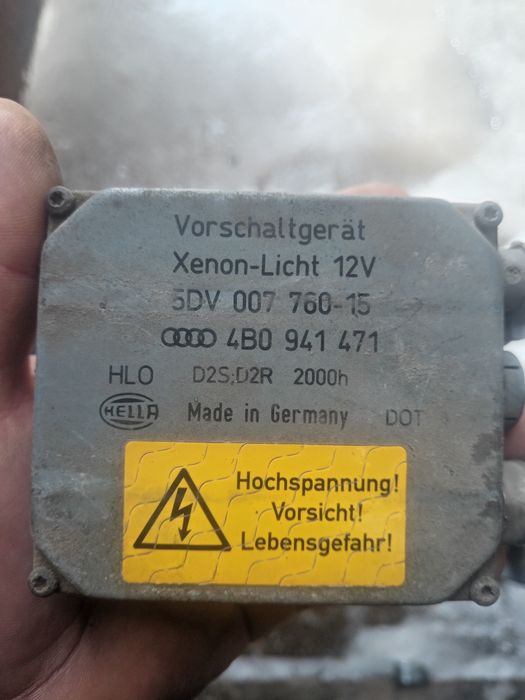 Vorschaltgerät
Xenon-Licht 12V
5DV 007 760-15
4B0 941 471
HLO D2S;D2R 2000h
HELLA Made in Germany DOT
Hochspannung!
Vorsicht!
Lebensgefahr!